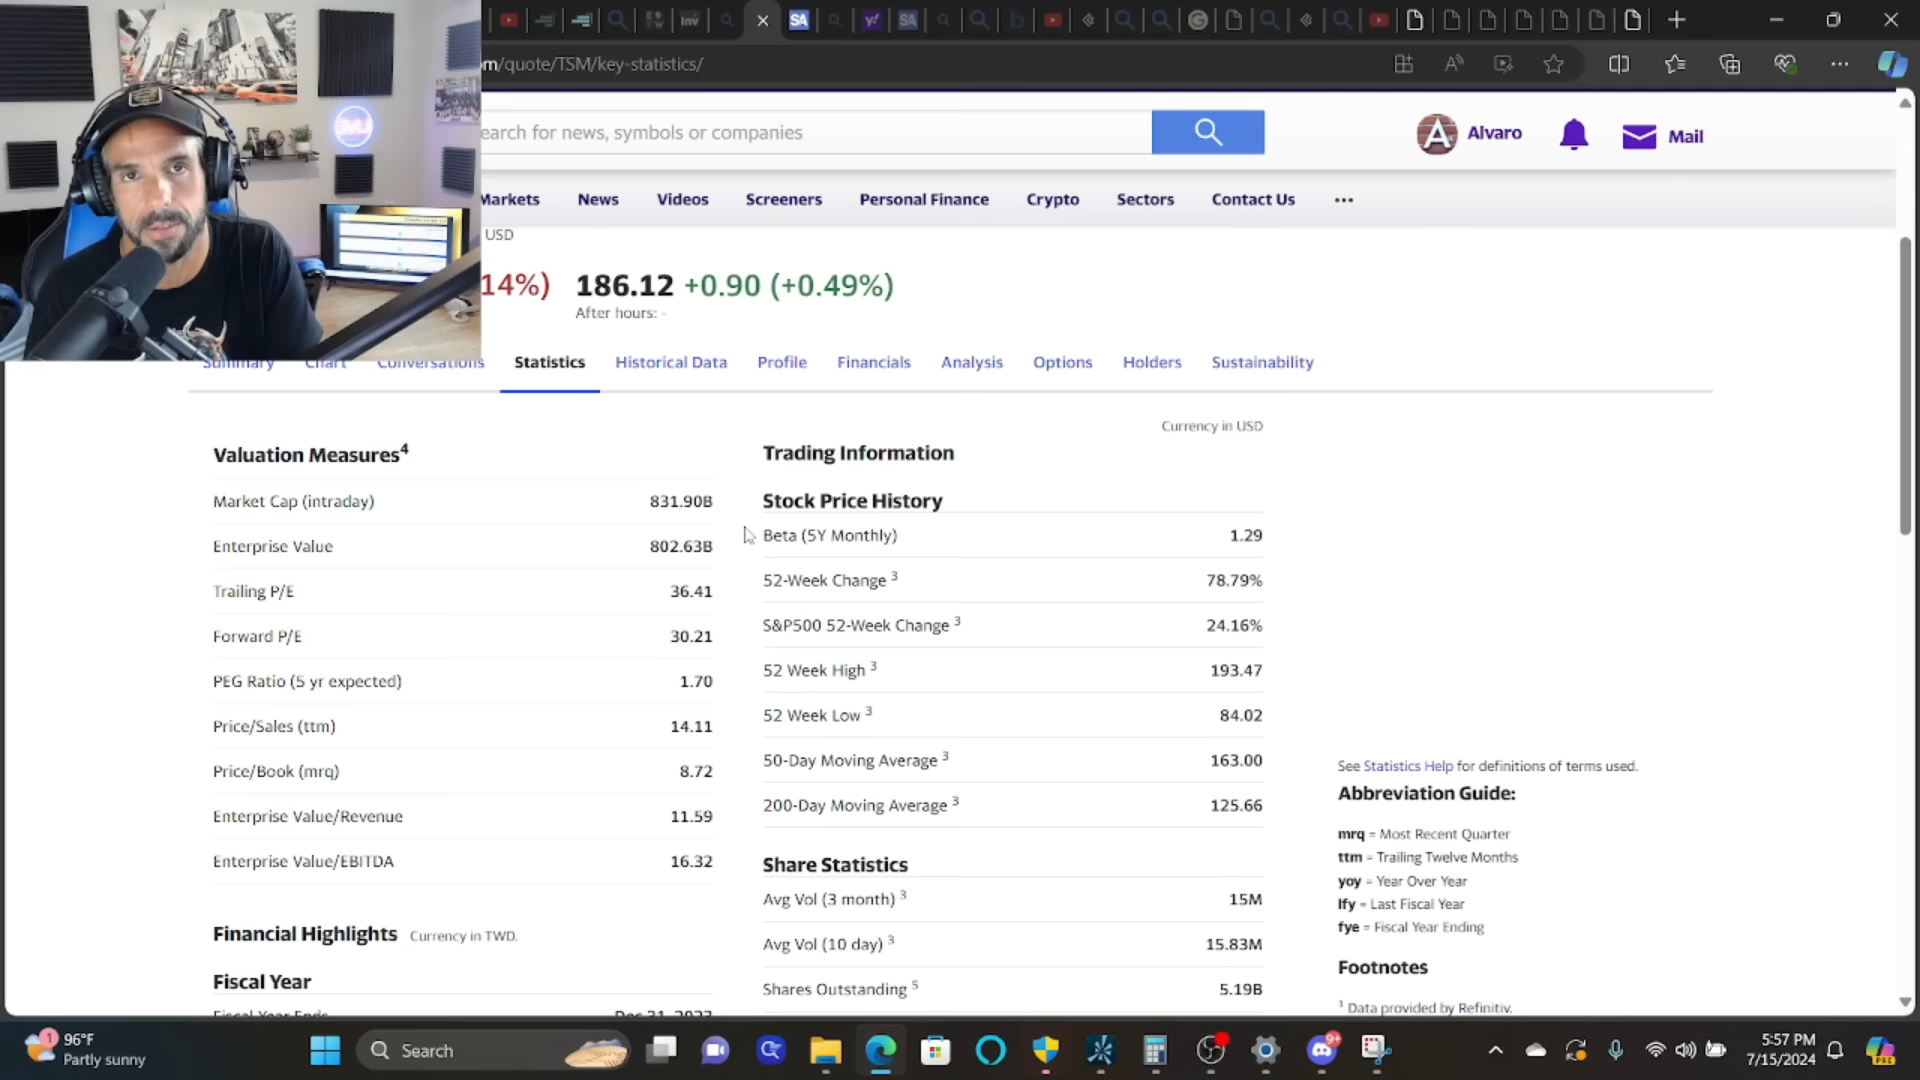 m/quote/TSM/key-statistics/
earch for news, symbols or companies
Alvaro
Mail
Markets News Videos Screeners Personal Finance Crypto Sectors Contact Us ...
USD
14%) 186.12 +0.90 (+0.49%)
After hours: -
Summary Chart Conversations Statistics Historical Data Profile Financials Analysis Options Holders Sustainability
Currency in USD
Valuation Measures4
Market Cap (intraday) 831.90B
Enterprise Value 802.63B
Trailing P/E 36.41
Forward P/E 30.21
PEG Ratio (5 yr expected) 1.70
Price/Sales (ttm) 14.11
Price/Book (mrq) 8.72
Enterprise Value/Revenue 11.59
Enterprise Value/EBITDA 16.32
Financial Highlights Currency in TWD.
Fiscal Year
Fiscal Year Ends Dec 31, 2023
Trading Information
Stock Price History
Beta (5Y Monthly) 1.29
52-Week Change 3 78.79%
S&P500 52-Week Change 3 24.16%
52 Week High 3 193.47
52 Week Low 3 84.02
50-Day Moving Average 3 163.00
200-Day Moving Average 3 125.66
Share Statistics
Avg Vol (3 month) 3 15M
Avg Vol (10 day) 3 15.83M
Shares Outstanding 5 5.19B
See Statistics Help for definitions of terms used.
Abbreviation Guide:
mrq = Most Recent Quarter
ttm = Trailing Twelve Months
yoy = Year Over Year
lfy = Last Fiscal Year
fye = Fiscal Year Ending
Footnotes
1 Data provided by Refinitiv.
96°F
Partly sunny
Search
5:57 PM
7/15/2024